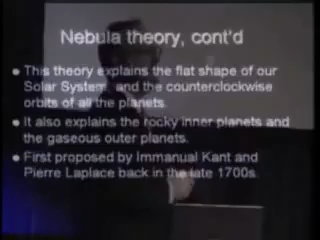 Nebula theory, cont'd
• This theory explains the flat shape of our
Solar System and the counterclockwise
orbits of all the planets.
• It also explains the rocky inner planets and
the gaseous outer planets.
• First proposed by Immanual Kant and
Pierre Laplace back in the late 1700s.